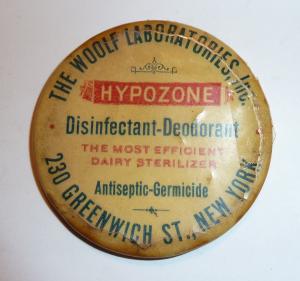 THE WOOLF LABORATORIES, Inc.
HYPOZONE
Disinfectant-Deodorant
THE MOST EFFICIENT
DAIRY STERILIZER
Antiseptic-Germicide
230 GREENWICH ST., NEW YORK